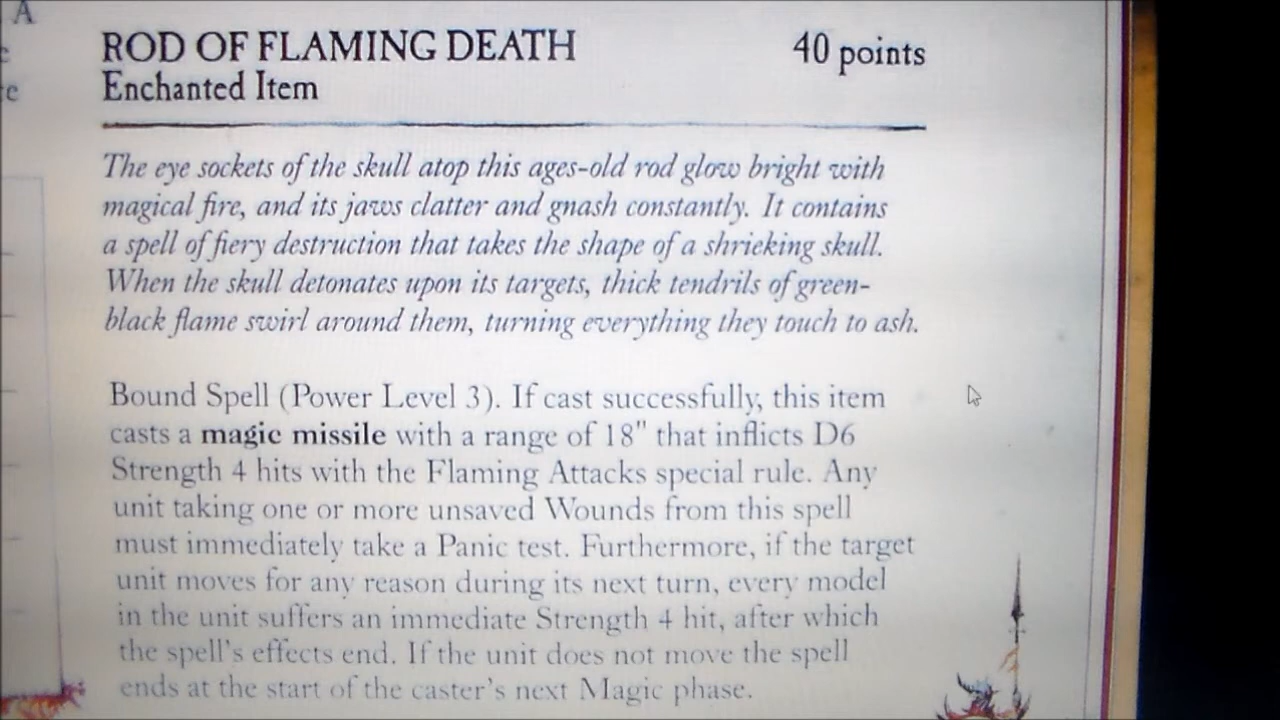 A
ROD OF FLAMING DEATH 40 points
Enchanted Item
The eye sockets of the skull atop this ages-old rod glow bright with
magical fire, and its jaws clatter and gnash constantly. It contains
a spell of fiery destruction that takes the shape of a shrieking skull.
When the skull detonates upon its targets, thick tendrils of green-
black flame swirl around them, turning everything they touch to ash.
Bound Spell (Power Level 3). If cast successfully, this item
casts a magic missile with a range of 18" that inflicts D6
Strength 4 hits with the Flaming Attacks special rule. Any
unit taking one or more unsaved Wounds from this spell
must immediately take a Panic test. Furthermore, if the target
unit moves for any reason during its next turn, every model
in the unit suffers an immediate Strength 4 hit, after which
the spell's effects end. If the unit does not move the spell
ends at the start of the caster's next Magic phase.